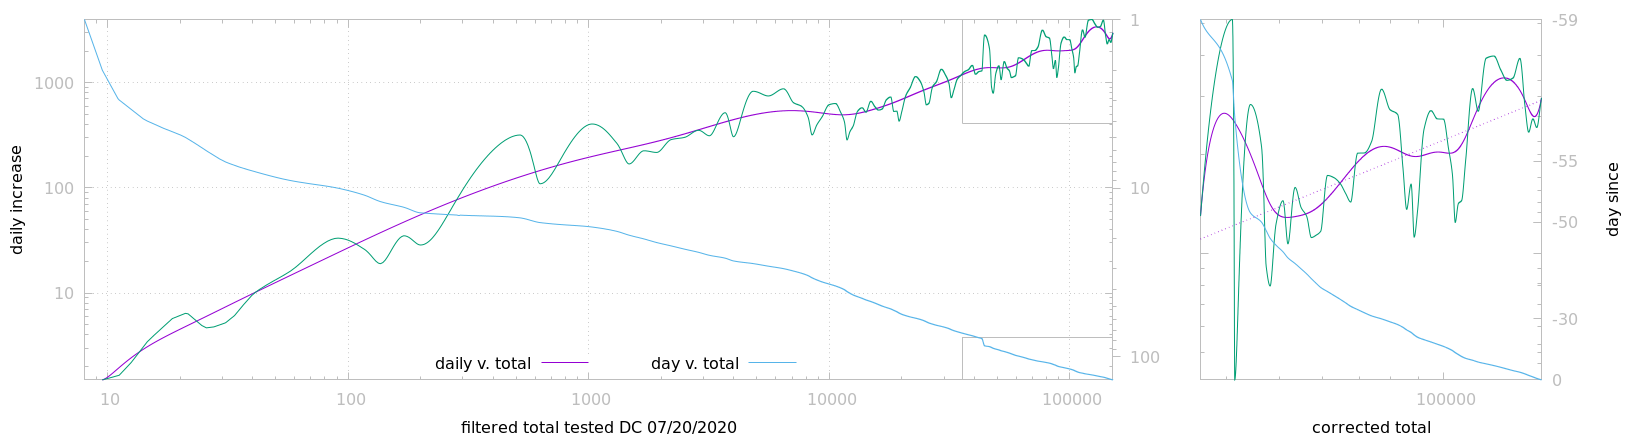 daily increase
1000
100
10
10
100
1000
10000
100000
filtered total tested DC 07/20/2020
daily v. total
day v. total
1
10
100
100000
corrected total
-59
-55
-50
-30
0
day since